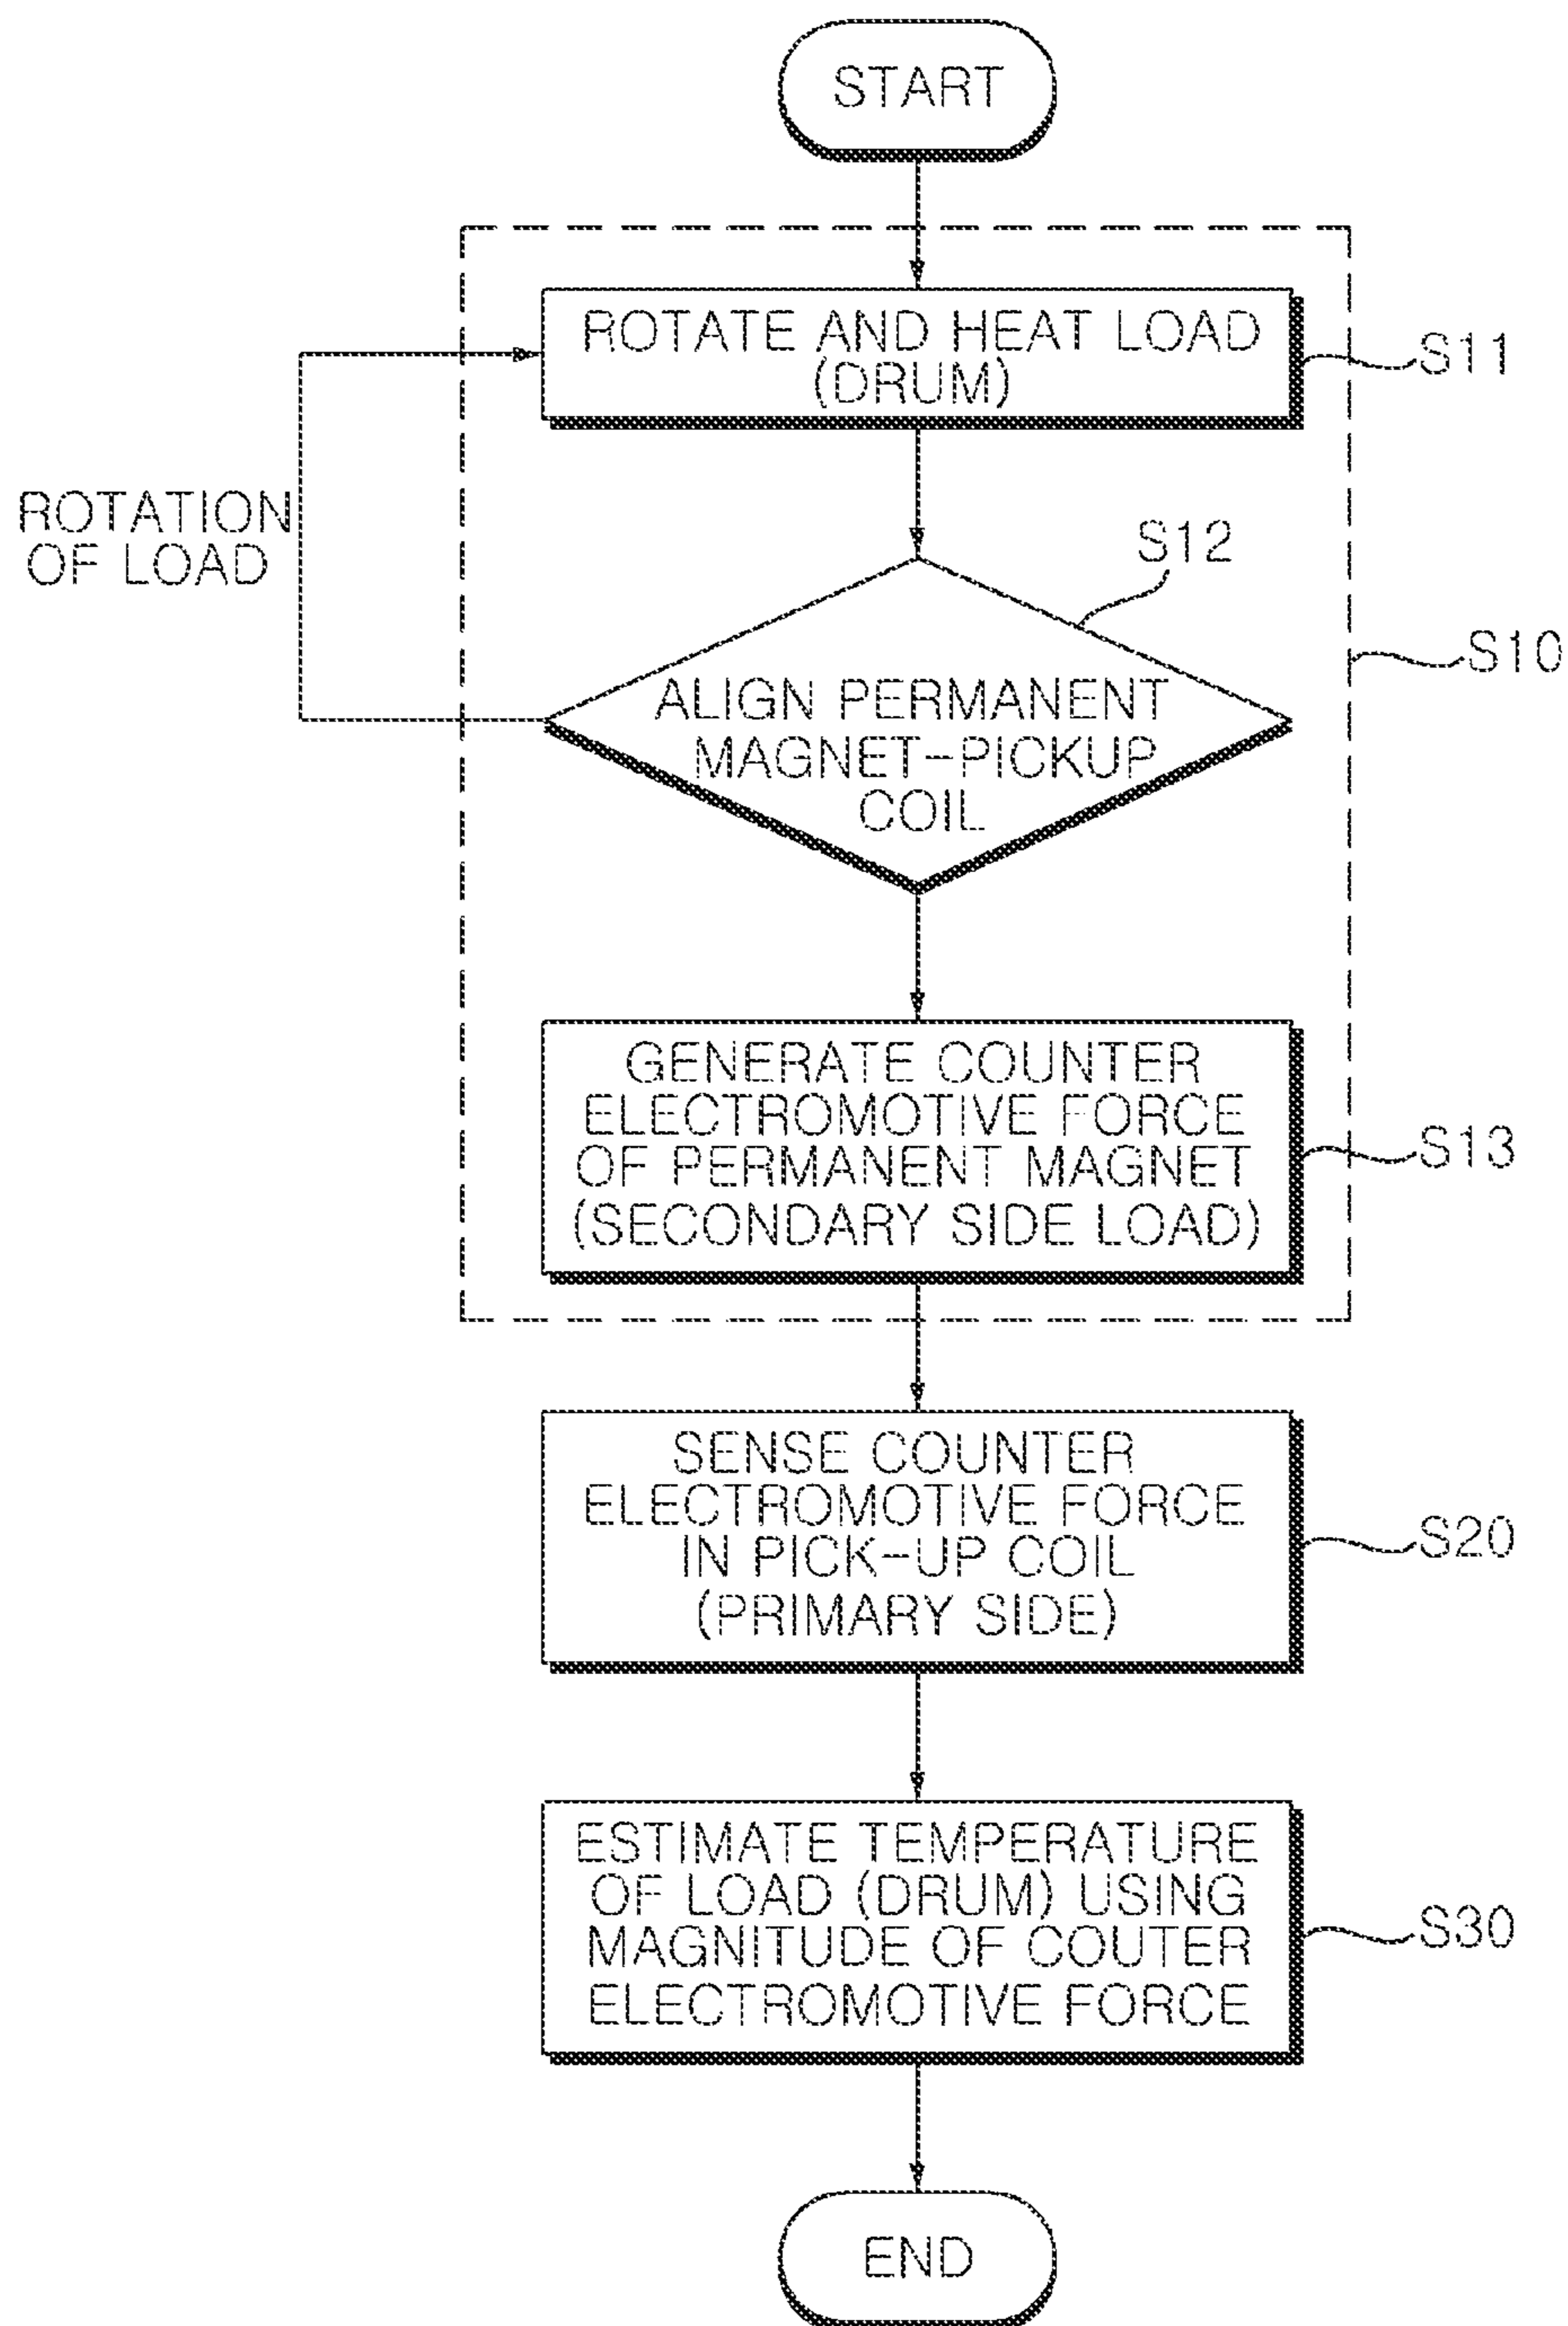 START
ROTATE AND HEAT LOAD
(DRUM)
S11
ROTATION
OF LOAD
S12
S10
ALIGN PERMANENT
MAGNET-PICKUP
COIL
GENERATE COUNTER
ELECTROMOTIVE FORCE
OF PERMANENT MAGNET
(SECONDARY SIDE LOAD)
S13
SENSE COUNTER
ELECTROMOTIVE FORCE
IN PICK-UP COIL
(PRIMARY SIDE)
S20
ESTIMATE TEMPERATURE
OF LOAD (DRUM) USING
MAGNITUDE OF COUTER
ELECTROMOTIVE FORCE
S30
END